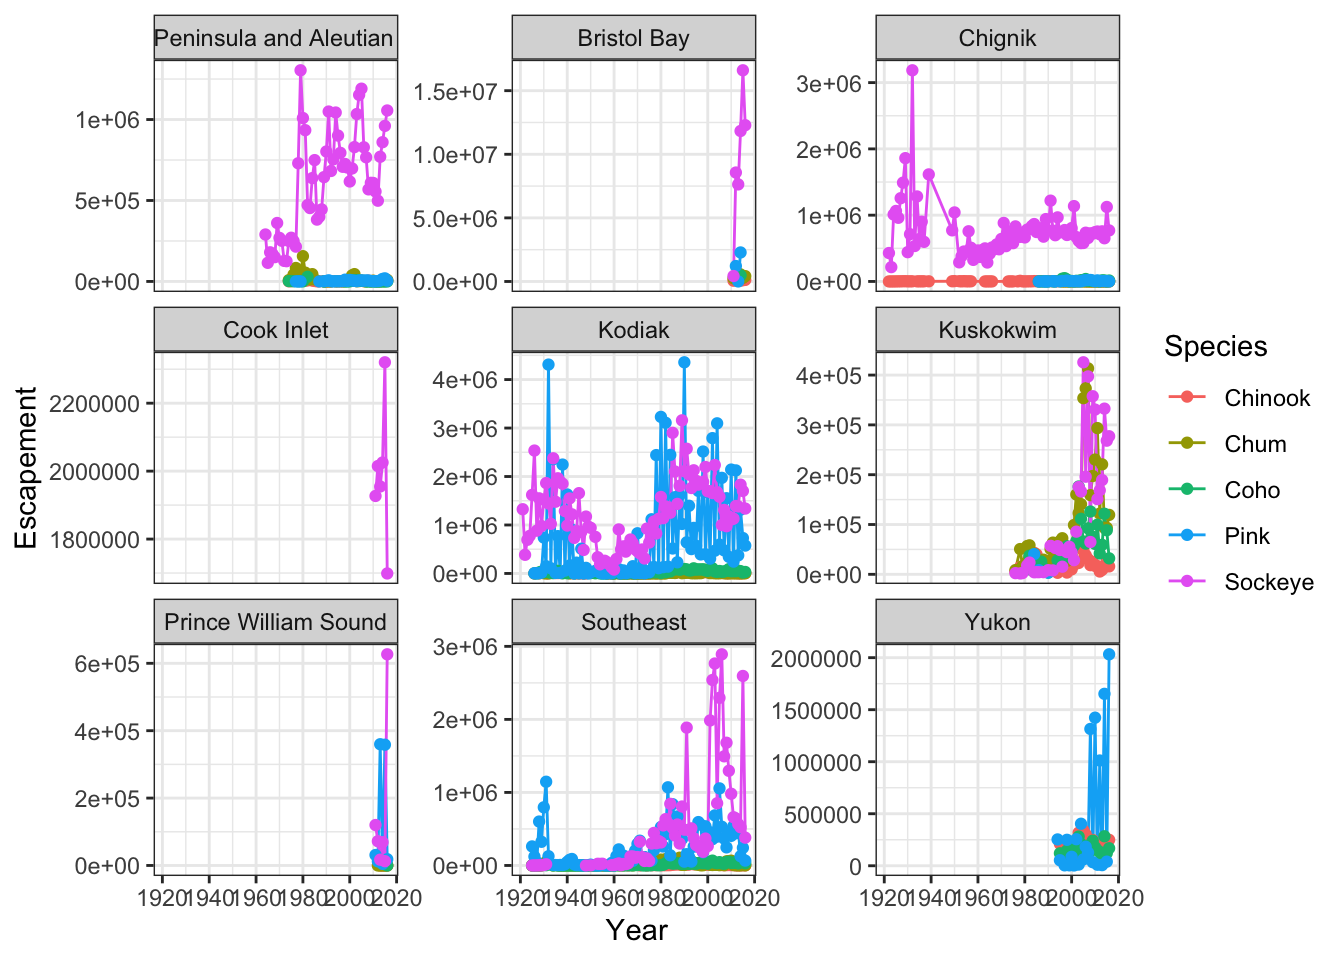 Peninsula and Aleutian
Bristol Bay
Chignik
1e+06
5e+05
0e+00
1.5e+07
1.0e+07
5.0e+06
0.0e+00
3e+06
2e+06
1e+06
0e+00
Cook Inlet
Kodiak
Kuskokwim
2200000
2000000
1800000
4e+06
3e+06
2e+06
1e+06
0e+00
4e+05
3e+05
2e+05
1e+05
0e+00
Prince William Sound
Southeast
Yukon
6e+05
4e+05
2e+05
0e+00
3e+06
2e+06
1e+06
0e+00
2000000
1500000
1000000
500000
0
1920 1940 1960 1980 2000 2020
1920 1940 1960 1980 2000 2020
1920 1940 1960 1980 2000 2020
Year
Escapement
Species
Chinook
Chum
Coho
Pink
Sockeye